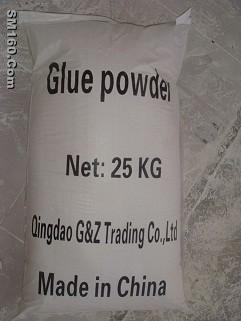 SM160.Com
Glue powder
Net: 25 KG
Qingdao G&Z Trading Co.,Ltd
Made in China